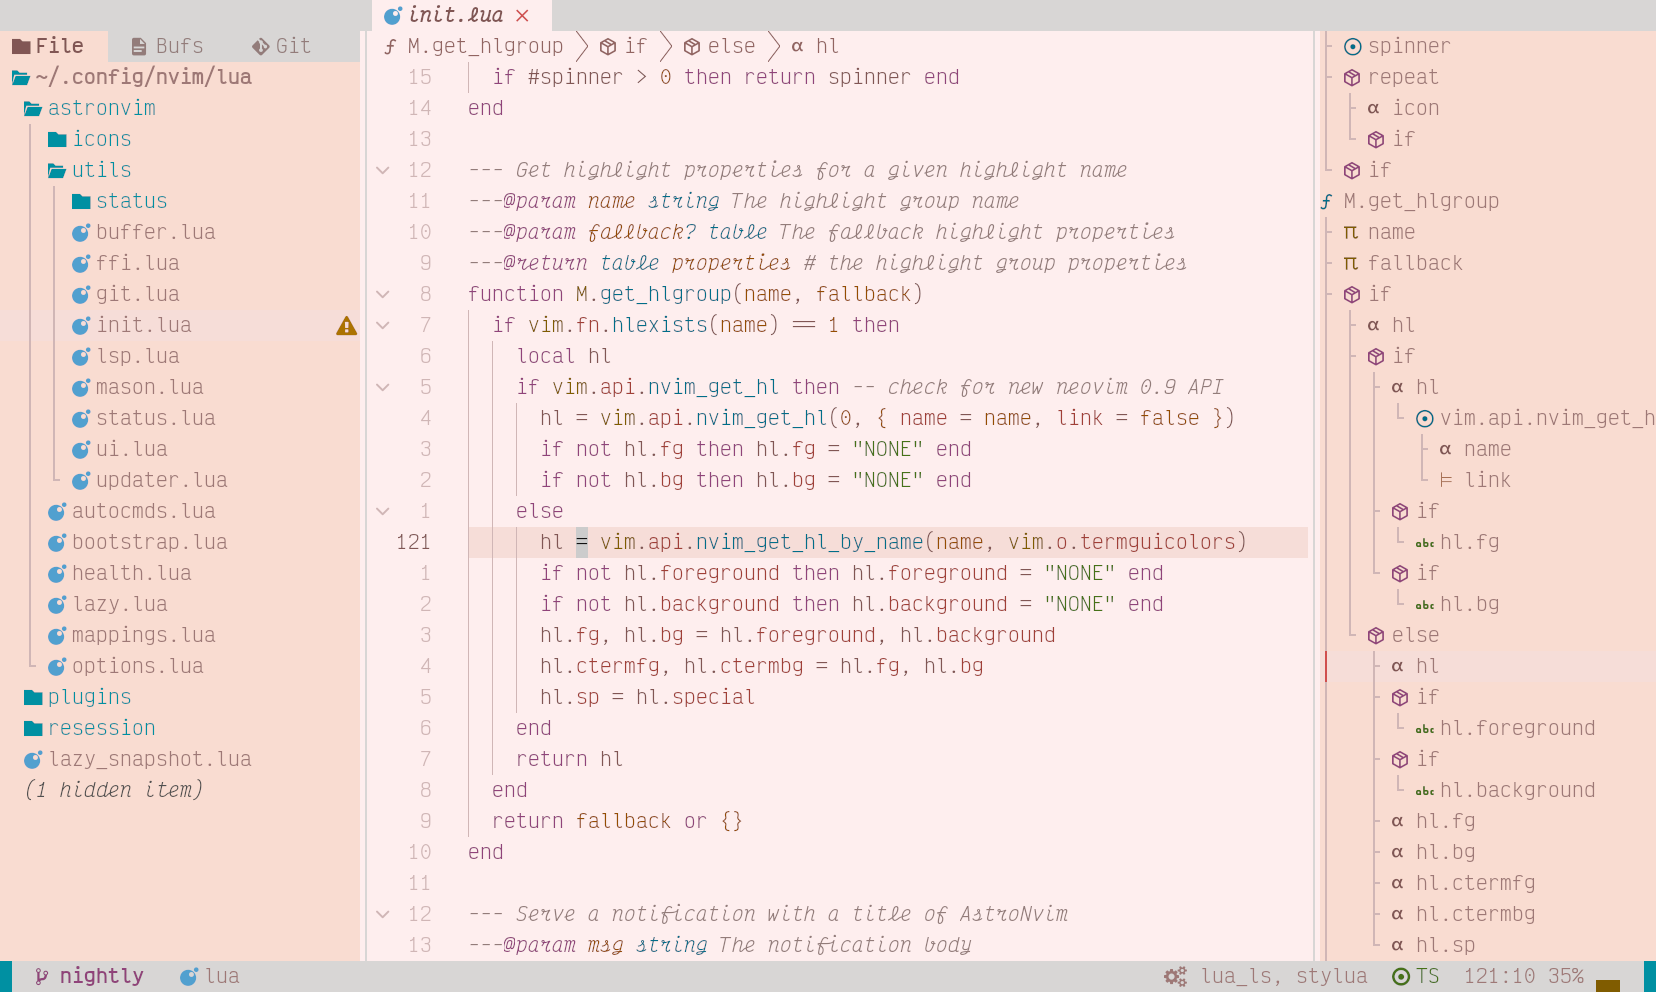 init.lua
File Bufs Git
~/.config/nvim/lua
astronvim
icons
utils
status
buffer.lua
ffi.lua
git.lua
init.lua
lsp.lua
mason.lua
status.lua
ui.lua
updater.lua
autocmds.lua
bootstrap.lua
health.lua
lazy.lua
mappings.lua
options.lua
plugins
resession
lazy_snapshot.lua
(1 hidden item)
M.get_hlgroup if else hl
15 if #spinner > 0 then return spinner end
14 end
13
12 --- Get highlight properties for a given highlight name
11 ---@param name string The highlight group name
10 ---@param fallback? table The fallback highlight properties
9 ---@return table properties # the highlight group properties
8 function M.get_hlgroup(name, fallback)
7 if vim.fn.hlexists(name) == 1 then
6 local hl
5 if vim.api.nvim_get_hl then -- check for new neovim 0.9 API
4 hl = vim.api.nvim_get_hl(0, { name = name, link = false })
3 if not hl.fg then hl.fg = "NONE" end
2 if not hl.bg then hl.bg = "NONE" end
1 else
121 hl = vim.api.nvim_get_hl_by_name(name, vim.o.termguicolors)
1 if not hl.foreground then hl.foreground = "NONE" end
2 if not hl.background then hl.background = "NONE" end
3 hl.fg, hl.bg = hl.foreground, hl.background
4 hl.ctermfg, hl.ctermbg = hl.fg, hl.bg
5 hl.sp = hl.special
6 end
7 return hl
8 end
9 return fallback or {}
10 end
11
12 --- Serve a notification with a title of AstroNvim
13 ---@param msg string The notification body
spinner
repeat
α icon
if
if
M.get_hlgroup
π name
π fallback
if
α hl
if
α hl
vim.api.nvim_get_h
α name
⊨ link
if
abc hl.fg
if
abc hl.bg
else
α hl
if
abc hl.foreground
if
abc hl.background
α hl.fg
α hl.bg
α hl.ctermfg
α hl.ctermbg
α hl.sp
nightly lua lua_ls, stylua TS 121:10 35%